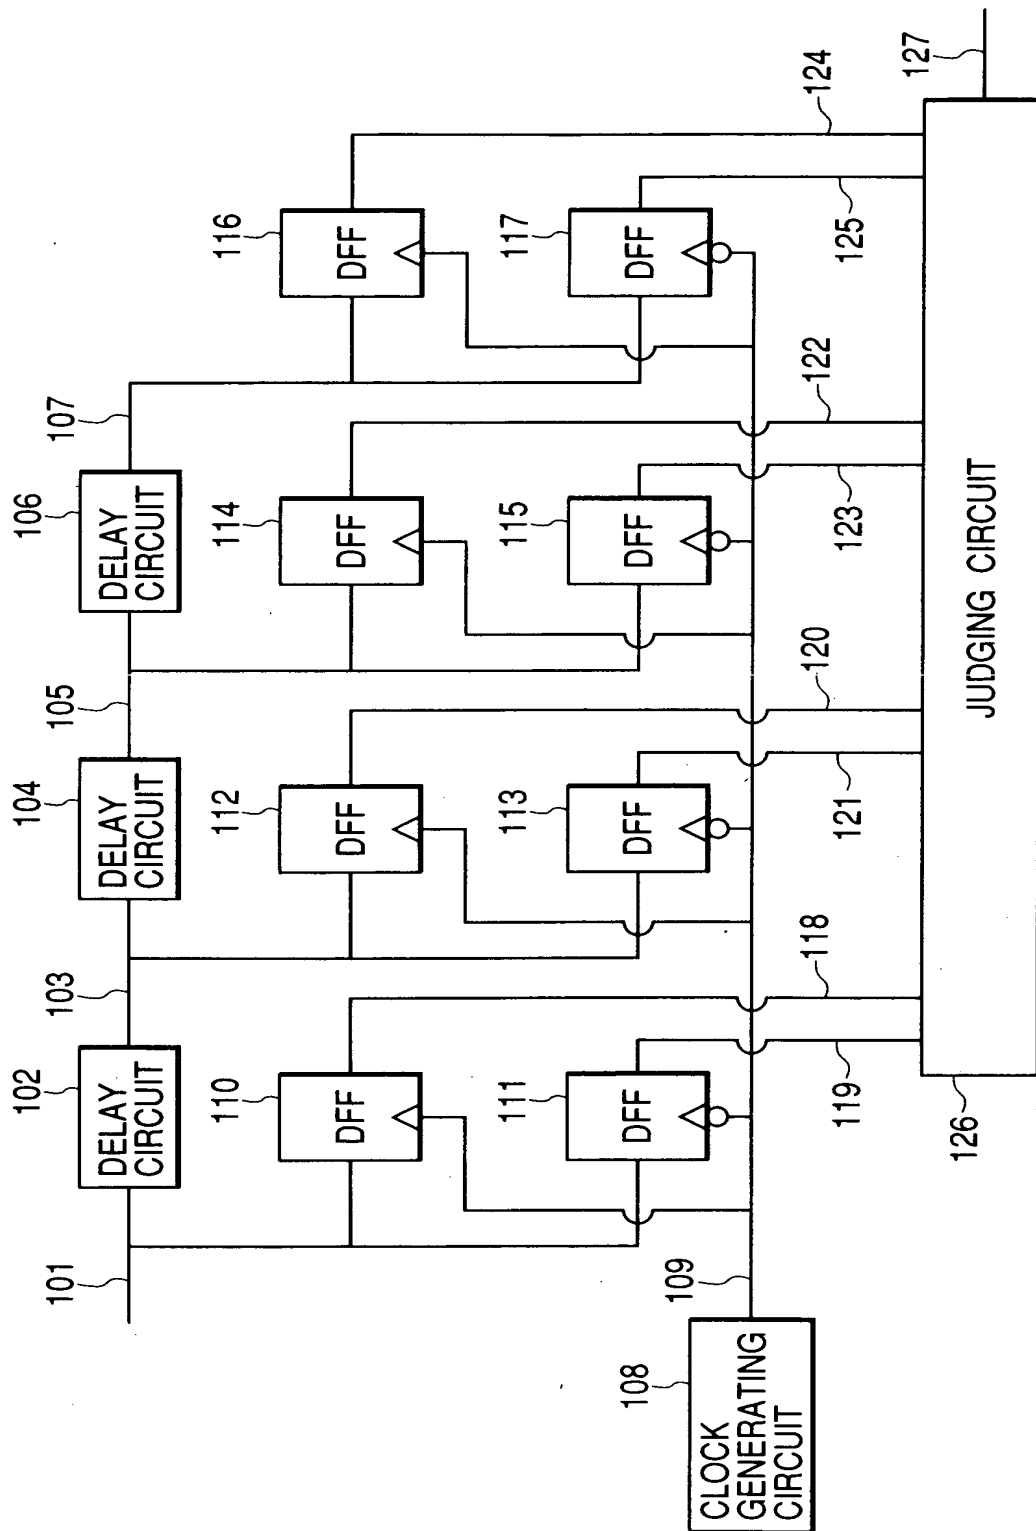 101
102
DELAY
CIRCUIT
103
104
DELAY
CIRCUIT
105
106
DELAY
CIRCUIT
107
110
DFF
112
DFF
114
DFF
116
DFF
111
DFF
113
DFF
115
DFF
117
DFF
108
CLOCK
GENERATING
CIRCUIT
109
119
118
121
120
123
122
125
124
126
JUDGING CIRCUIT
127